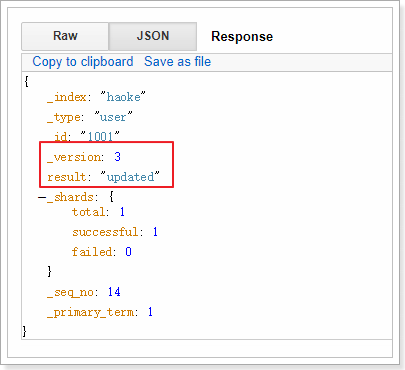 Raw JSON Response
Copy to clipboard Save as file
{
_index: "haoke"
_type: "user"
_id: "1001"
_version: 3
result: "updated"
–_shards: {
total: 1
successful: 1
failed: 0
}
_seq_no: 14
_primary_term: 1
}